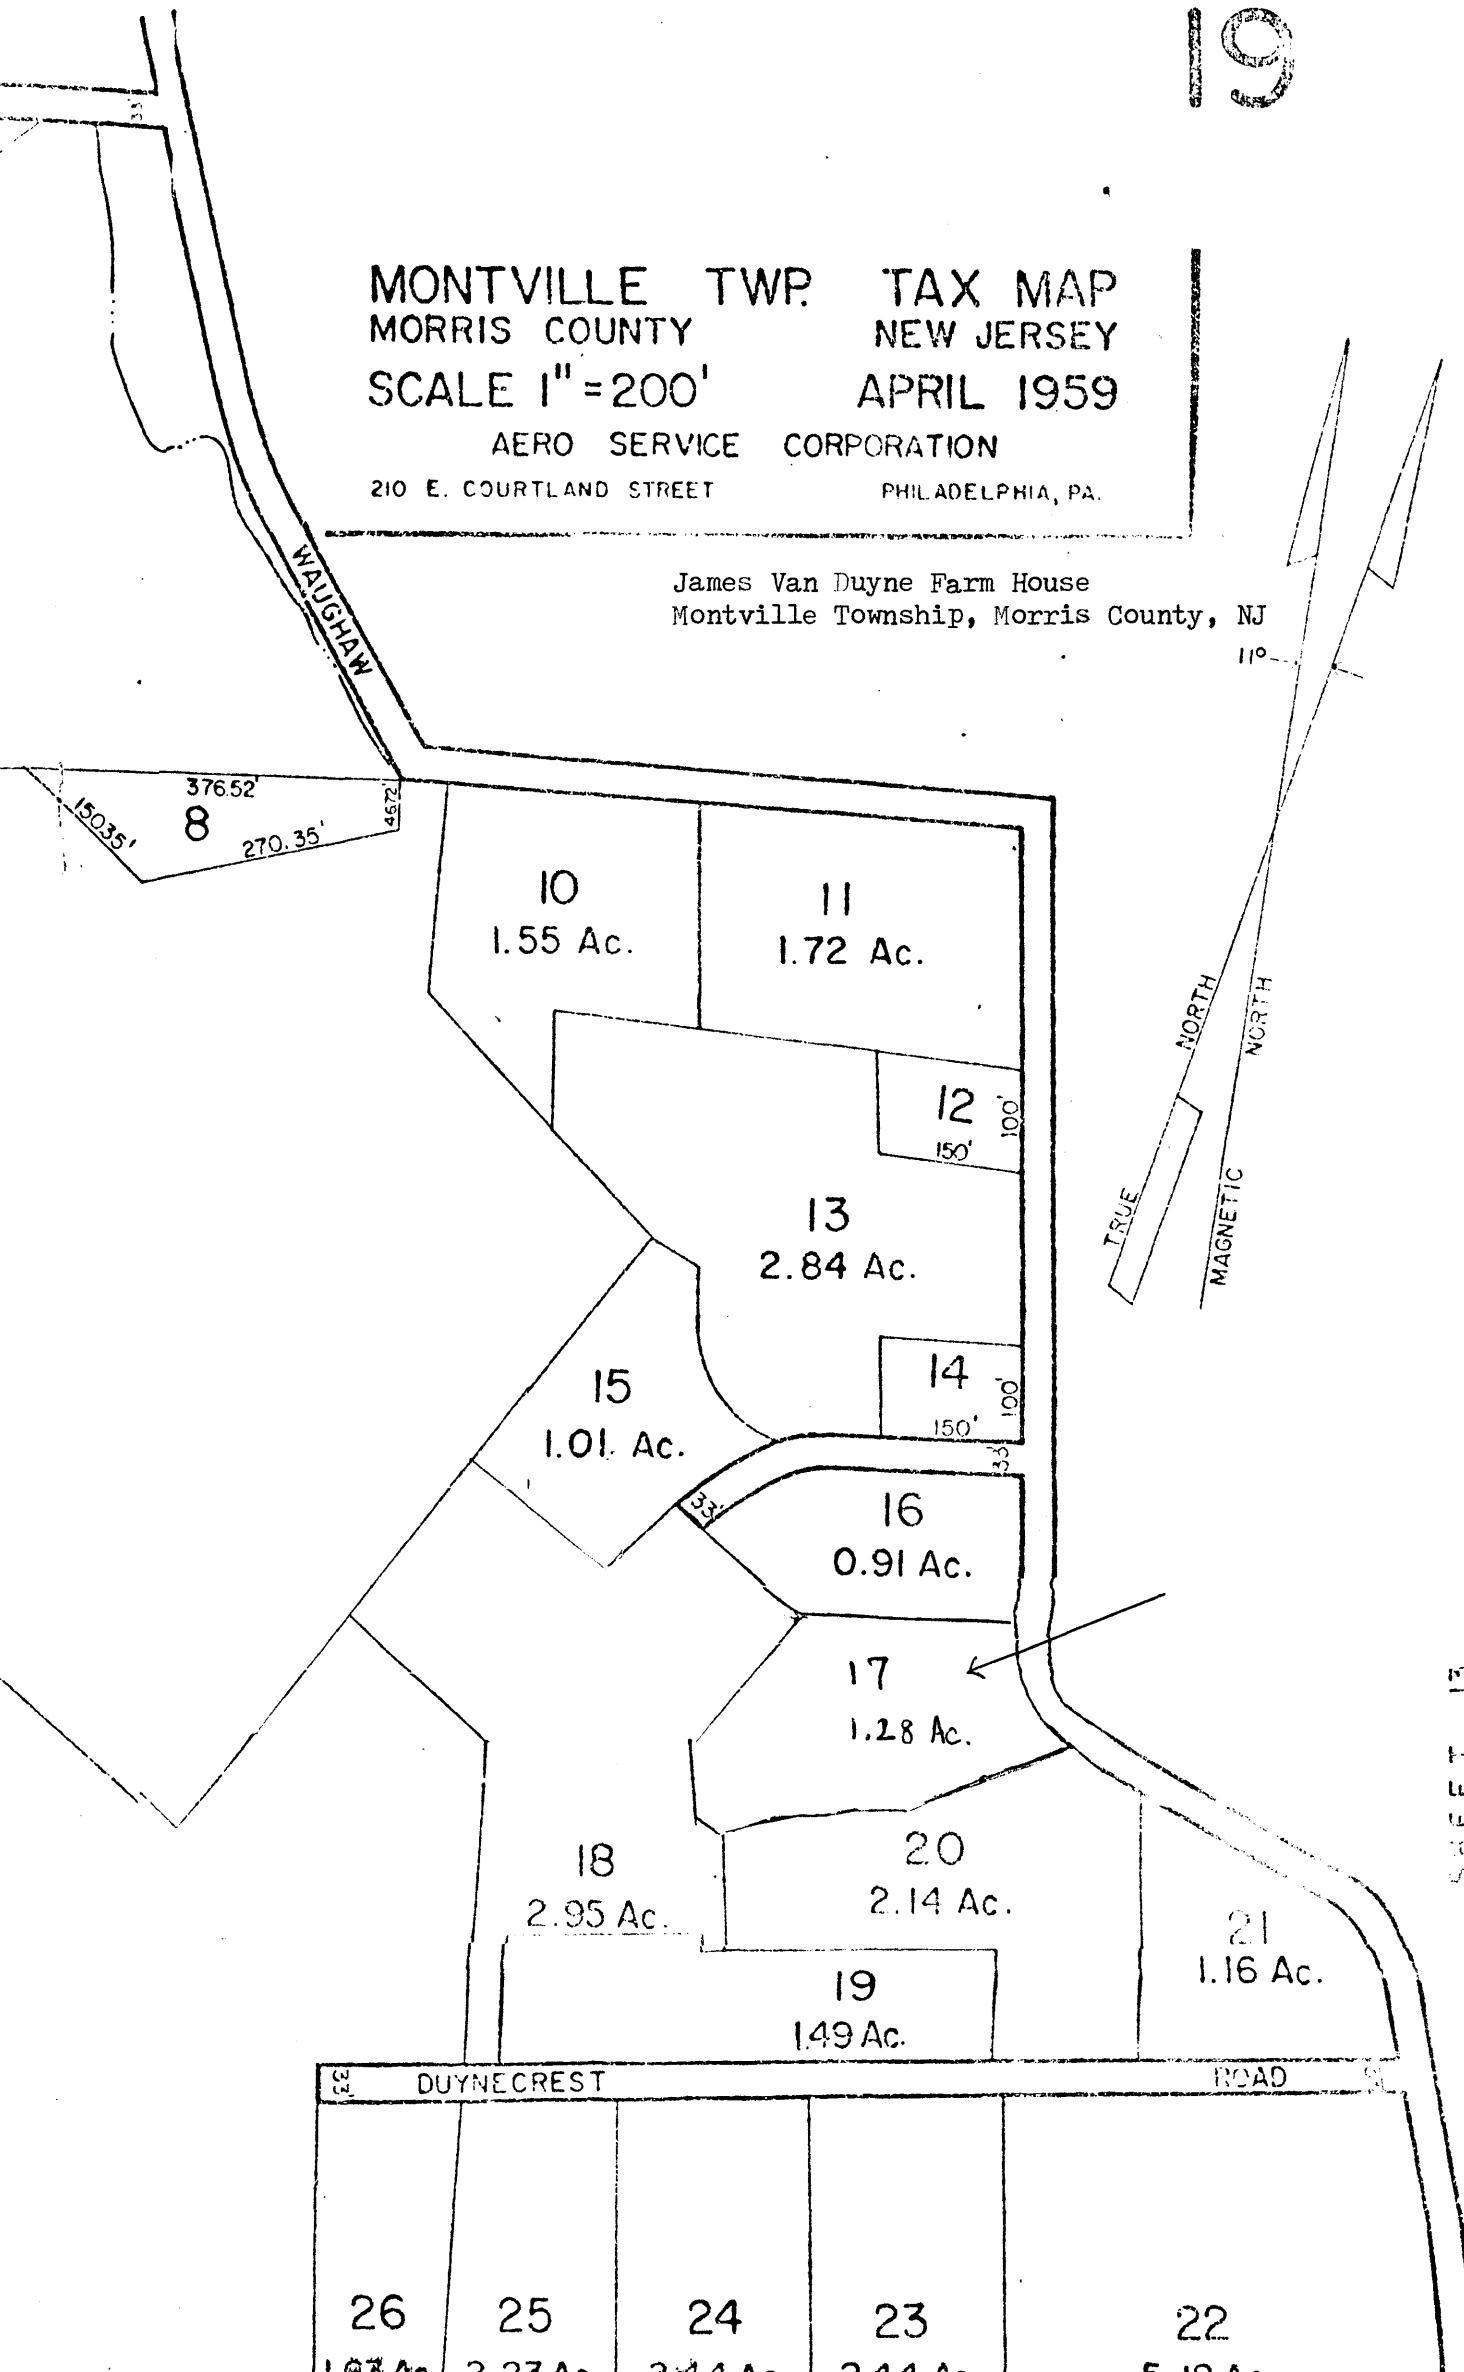 19
33'
MONTVILLE TWP. TAX MAP
MORRIS COUNTY NEW JERSEY
SCALE 1"=200' APRIL 1959
AERO SERVICE CORPORATION
210 E. COURTLAND STREET PHILADELPHIA, PA.
James Van Duyne Farm House
Montville Township, Morris County, NJ
WAUGHAW
11°
376.52'
46.72'
150.35'
8
270.35'
10
1.55 Ac.
11
1.72 Ac.
TRUE NORTH
MAGNETIC NORTH
12
100'
150'
13
2.84 Ac.
14
100'
150'
15
1.01 Ac.
33'
33'
16
0.91 Ac.
17
1.28 Ac.
SHEET 13
18
2.95 Ac.
20
2.14 Ac.
21
1.16 Ac.
19
1.49 Ac.
33'
DUYNECREST ROAD
26
25
24
23
22